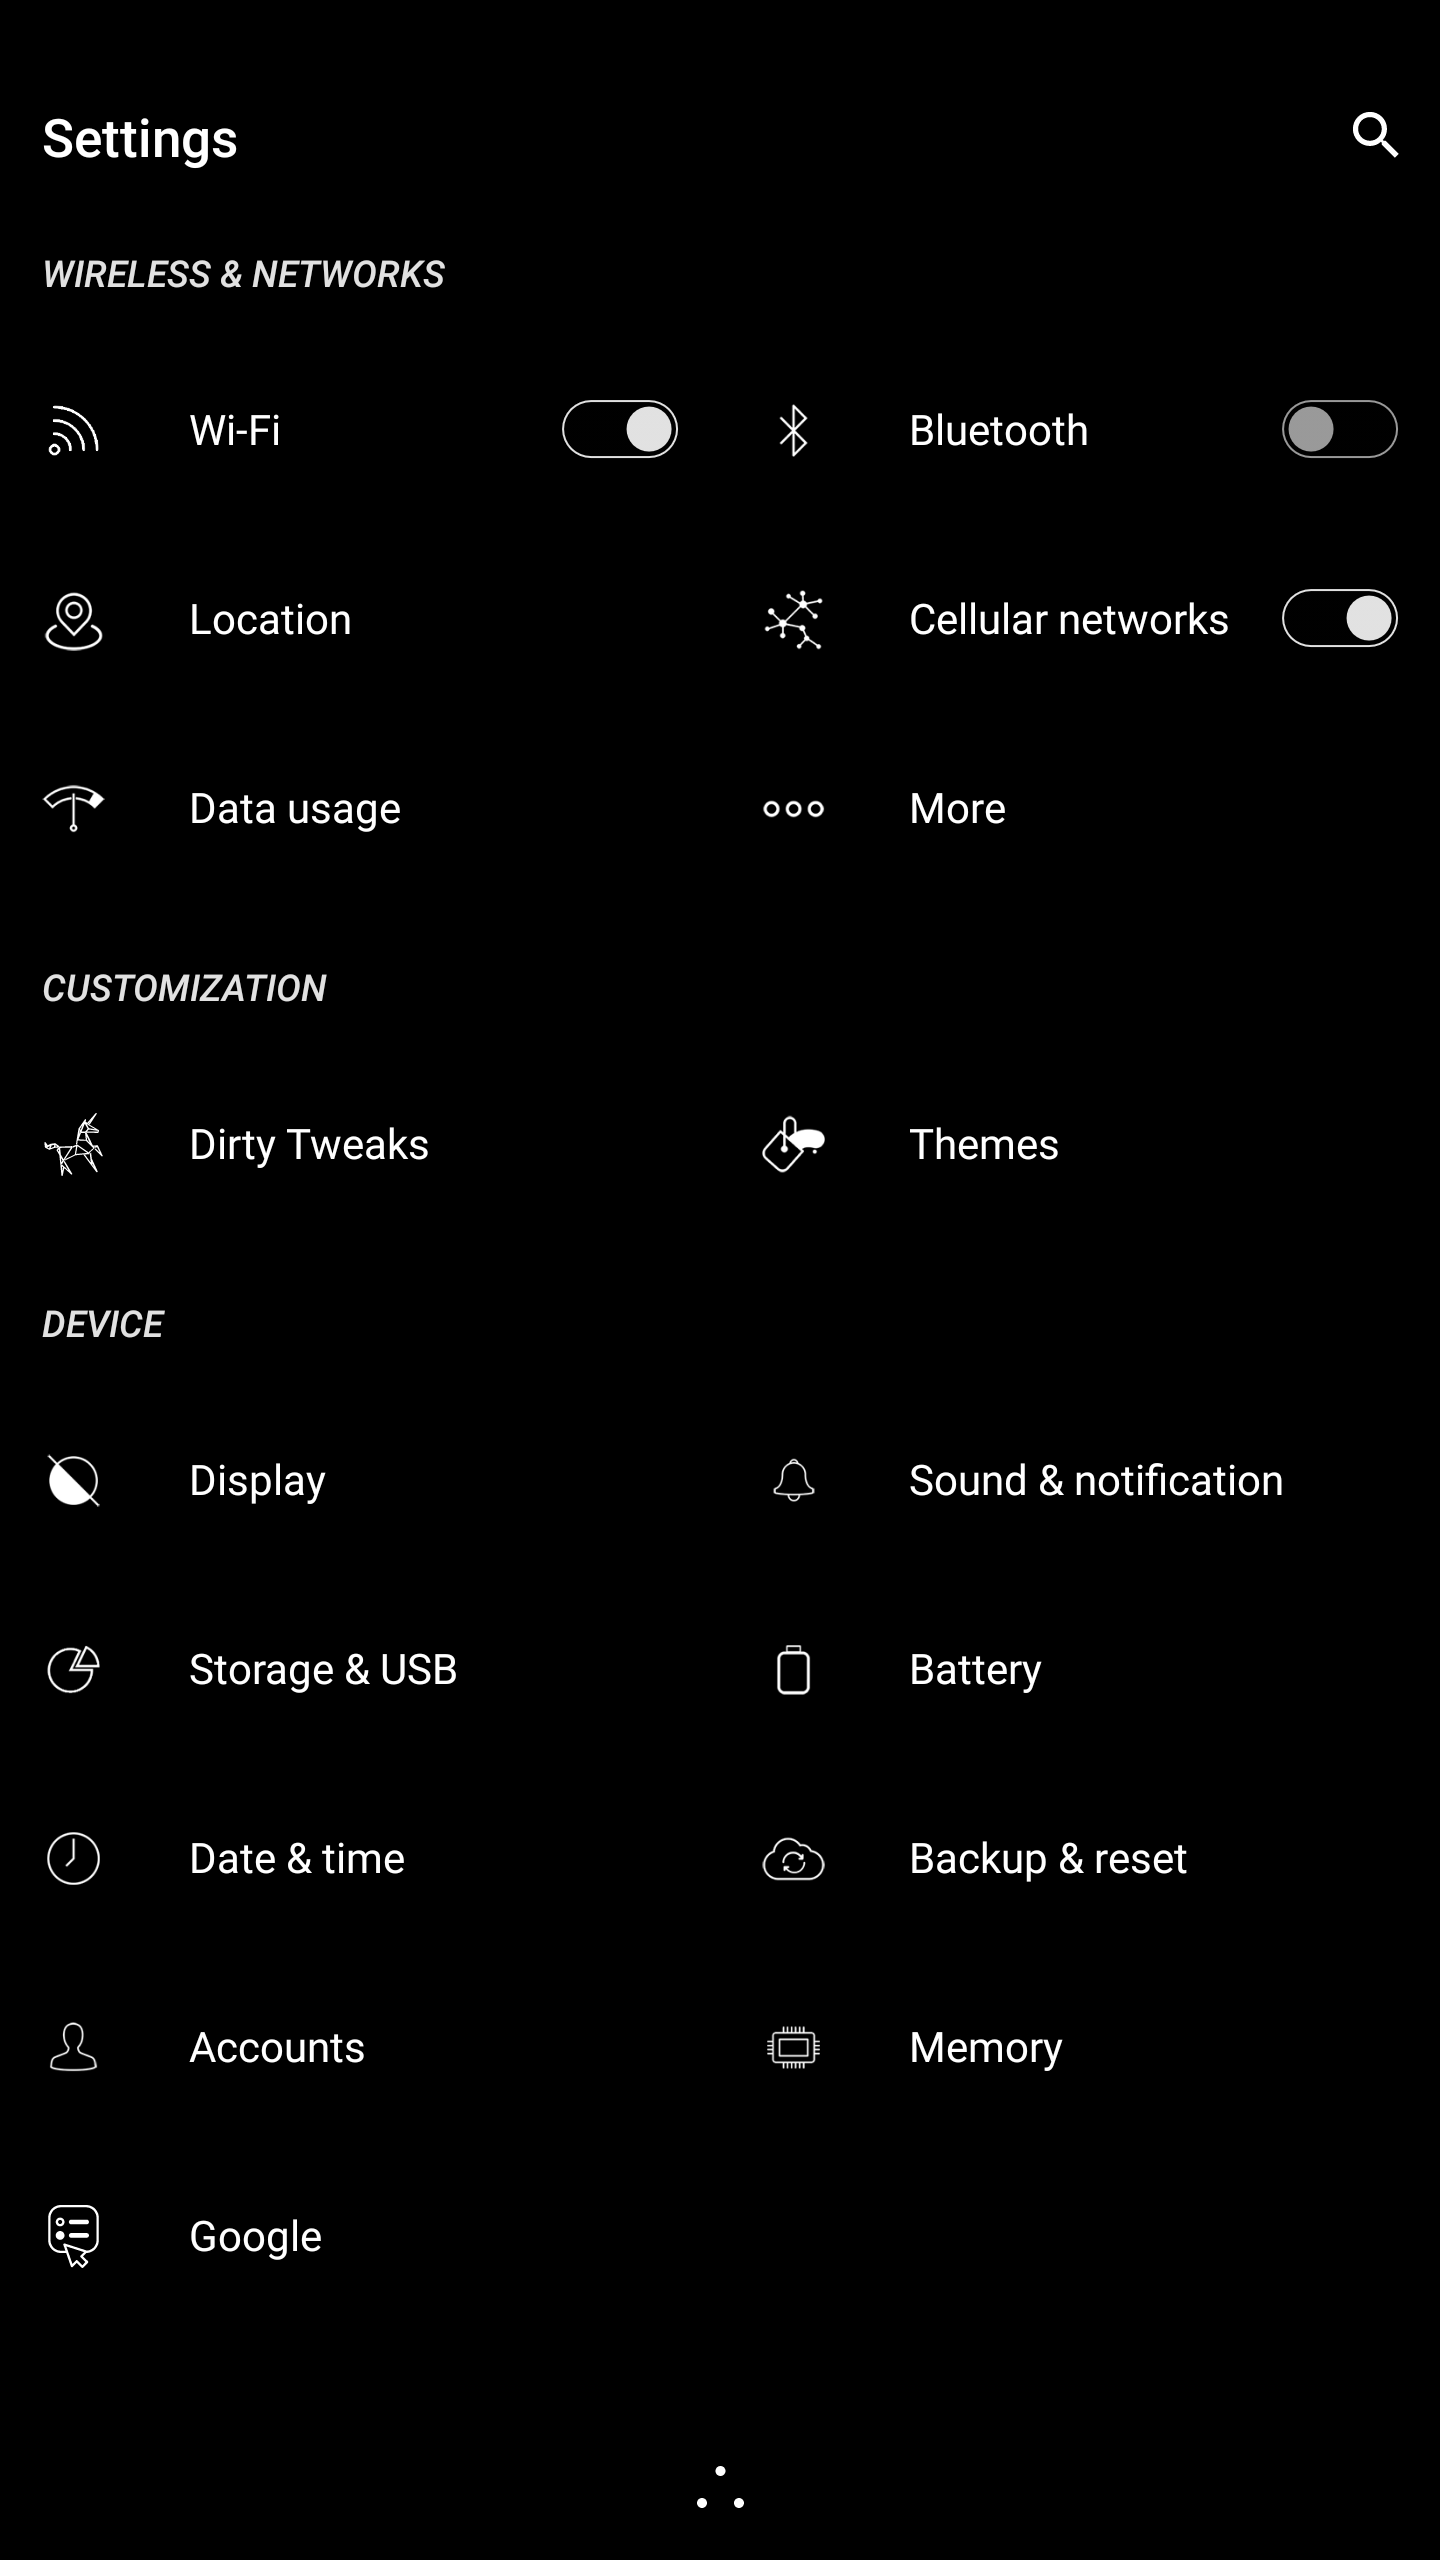 Settings
WIRELESS & NETWORKS
Wi-Fi
Bluetooth
Location
Cellular networks
Data usage
More
CUSTOMIZATION
Dirty Tweaks
Themes
DEVICE
Display
Sound & notification
Storage & USB
Battery
Date & time
Backup & reset
Accounts
Memory
Google